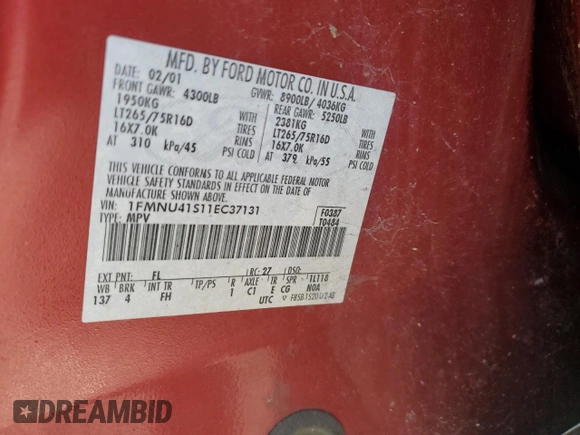 MFD. BY FORD MOTOR CO. IN U.S.A.
DATE: 02/01 GVWR: 8900LB/ 4036KG
FRONT GAWR: 4300LB REAR GAWR: 5250LB
1950KG WITH 2381KG WITH
LT265/75R16D TIRES LT265/75R16D TIRES
16X7.0K RIMS 16X7.0K RIMS
AT 310 kPa/45 PSI COLD AT 379 kPa/55 PSI COLD
THIS VEHICLE CONFORMS TO ALL APPLICABLE FEDERAL MOTOR
VEHICLE SAFETY STANDARDS IN EFFECT ON THE DATE OF
MANUFACTURE SHOWN ABOVE.
VIN: 1FMNU41S11EC37131 F0387
TYPE: MPV T0484
EXT PNT: FL RC: 27 DSO:
WB BRK INT TR TP/PS R AXLE TR SPR 1L118
137 4 FH 1 C1 E CG N0A
UTC
DREAMBID